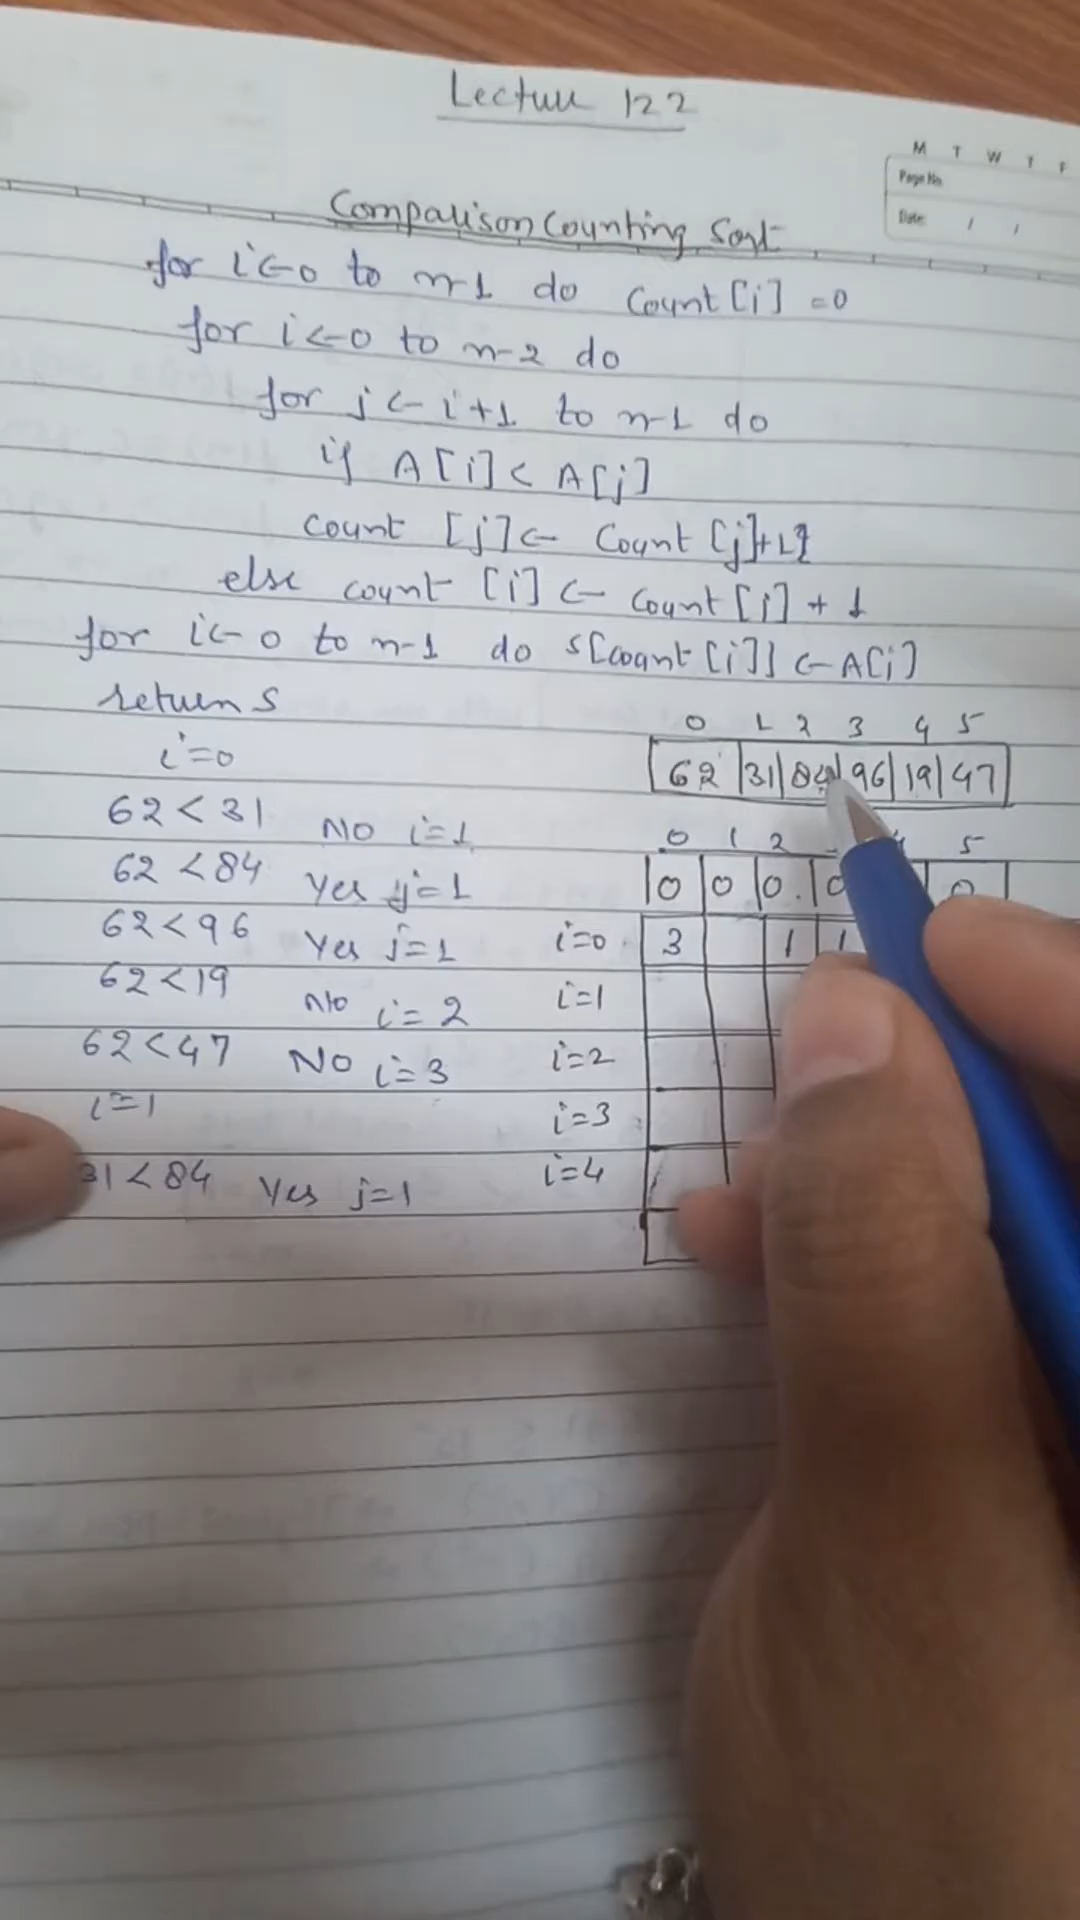 Lecture 122
M T W T F
Page No.
Date: / /
Comparison Counting Sort
for i<-0 to n-1 do Count[i] =0
for i<-0 to n-2 do
for j<-i+1 to n-1 do
if A[i]< A[j]
Count [j]<- Count [j]+1
else count [i] <- Count[i] + 1
for i<-0 to n-1 do S[Count[i]] <- A[i]
return S
i=0
0 1 2 3 4 5
62 31 84 96 19 47
62 < 31 NO i=1
0 1 2 5
62 < 84 Yes j=1
0 0 0 0 0
62<96 Yes j=1
i=0 3 1 1
62<19 No i=2
i=1
62<47 NO i=3
i=2
i=1
i=3
31<84 Yes j=1
i=4